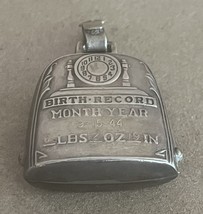 BIRTH·RECORD
MONTH YEAR
LBS OZ IN